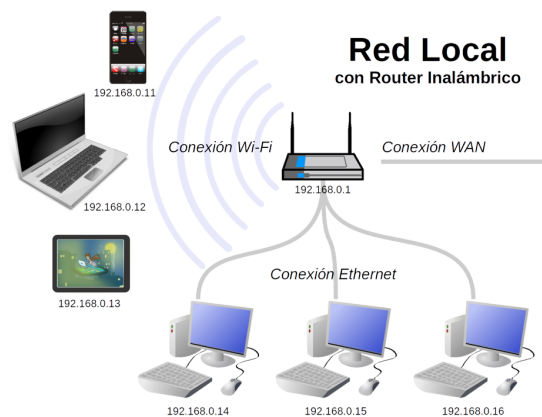 Red Local
con Router Inalámbrico
192.168.0.11
Conexión Wi-Fi
Conexión WAN
192.168.0.1
192.168.0.12
Conexión Ethernet
192.168.0.13
192.168.0.14
192.168.0.15
192.168.0.16